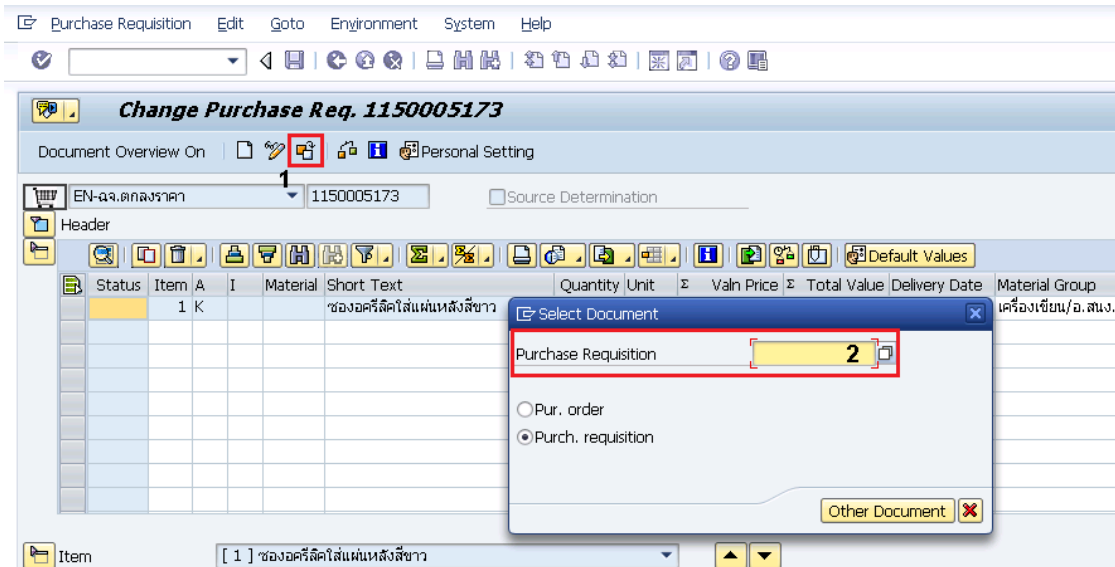 Purchase Requisition Edit Goto Environment System Help
Change Purchase Req. 1150005173
Document Overview On Personal Setting
1
EN-ฉจ.ตกลงราคา 1150005173 Source Determination
Header
Default Values
Status Item A I Material Short Text Quantity Unit Σ Valn Price Σ Total Value Delivery Date Material Group
1 K ซองอครีลิคใส่แผ่นหลังสีขาว เครื่องเขียน/อ.สนง.
Select Document
Purchase Requisition 2
Pur. order
Purch. requisition
Other Document
Item [ 1 ] ซองอครีลิคใส่แผ่นหลังสีขาว